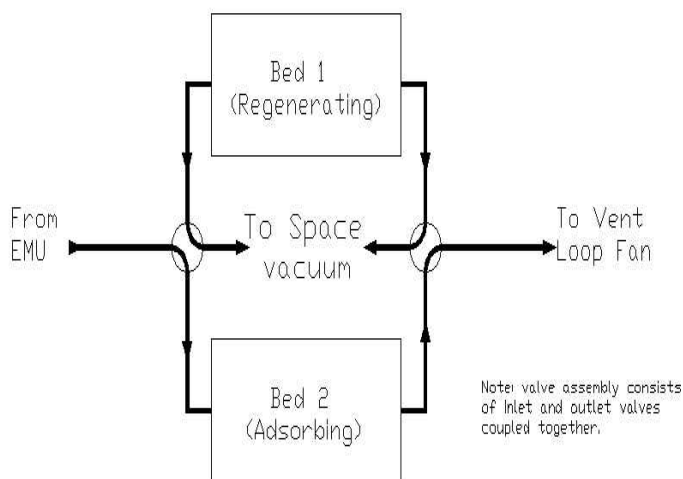 Bed 1
(Regenerating)
From
EMU
To Space
vacuum
To Vent
Loop Fan
Bed 2
(Adsorbing)
Note: valve assembly consists
of Inlet and outlet valves
coupled together.